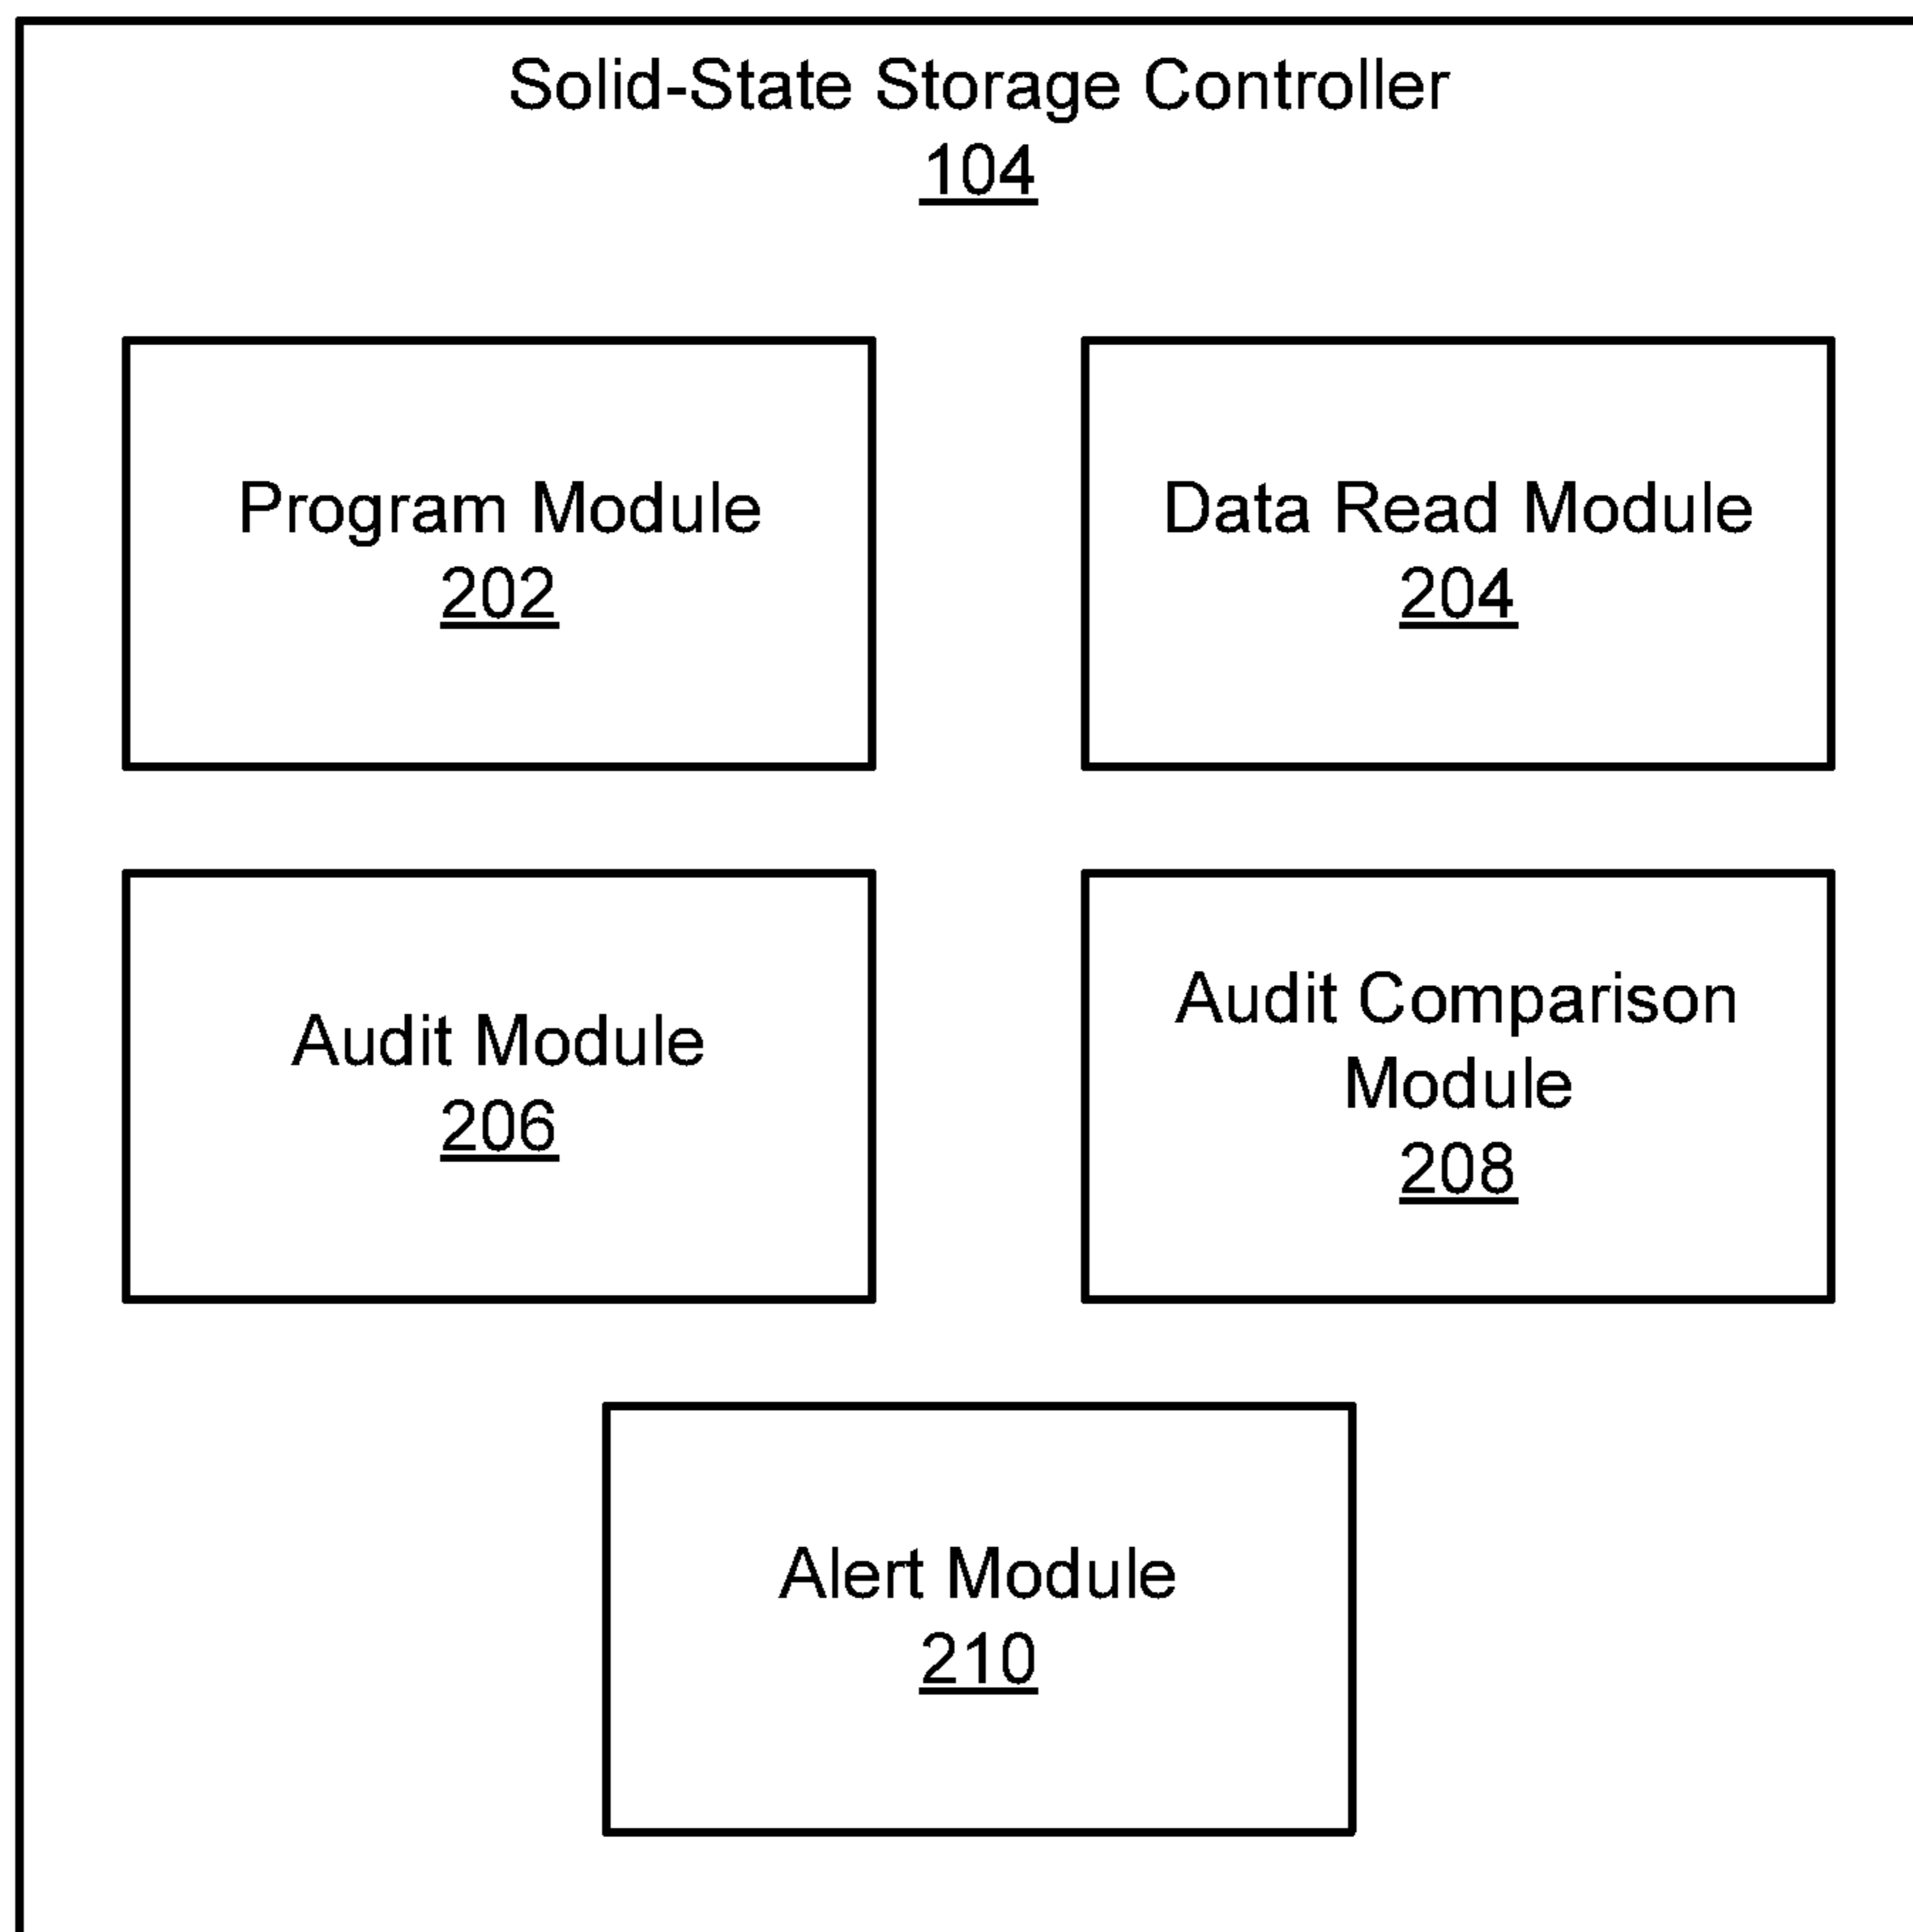 Solid-State Storage Controller
104
Program Module
202
Data Read Module
204
Audit Module
206
Audit Comparison
Module
208
Alert Module
210